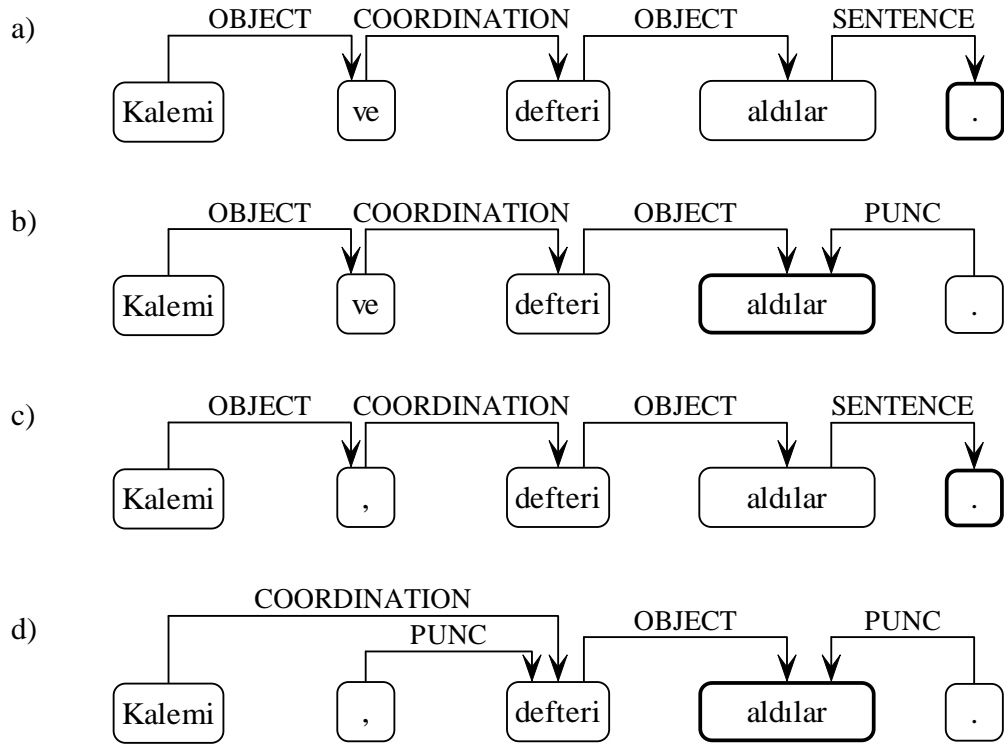 a) OBJECT COORDINATION OBJECT SENTENCE
Kalemi ve defteri aldılar .
b) OBJECT COORDINATION OBJECT PUNC
Kalemi ve defteri aldılar .
c) OBJECT COORDINATION OBJECT SENTENCE
Kalemi , defteri aldılar .
COORDINATION
d) PUNC OBJECT PUNC
Kalemi , defteri aldılar .